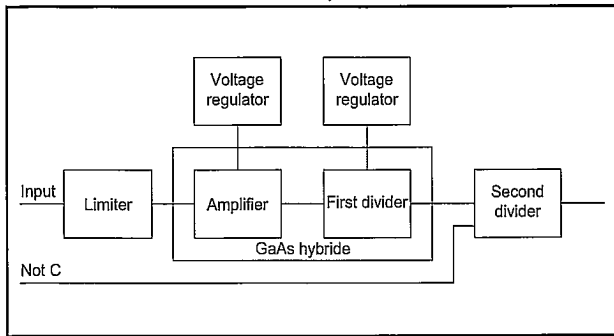 Voltage
regulator
Voltage
regulator
Input
Limiter
Amplifier
First divider
Second
divider
GaAs hybride
Not C